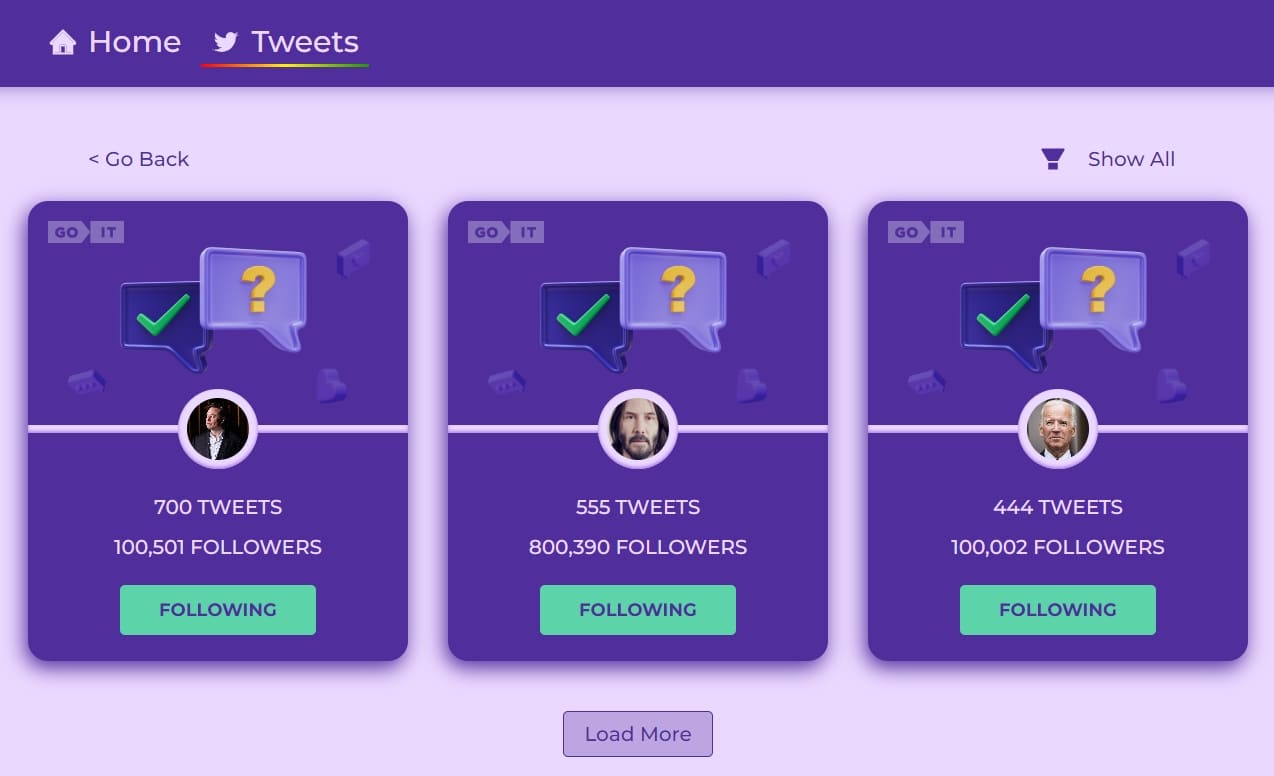 Home Tweets
< Go Back
Show All
GO IT
GO IT
GO IT
?
?
?
700 TWEETS
555 TWEETS
444 TWEETS
100,501 FOLLOWERS
800,390 FOLLOWERS
100,002 FOLLOWERS
FOLLOWING
FOLLOWING
FOLLOWING
Load More